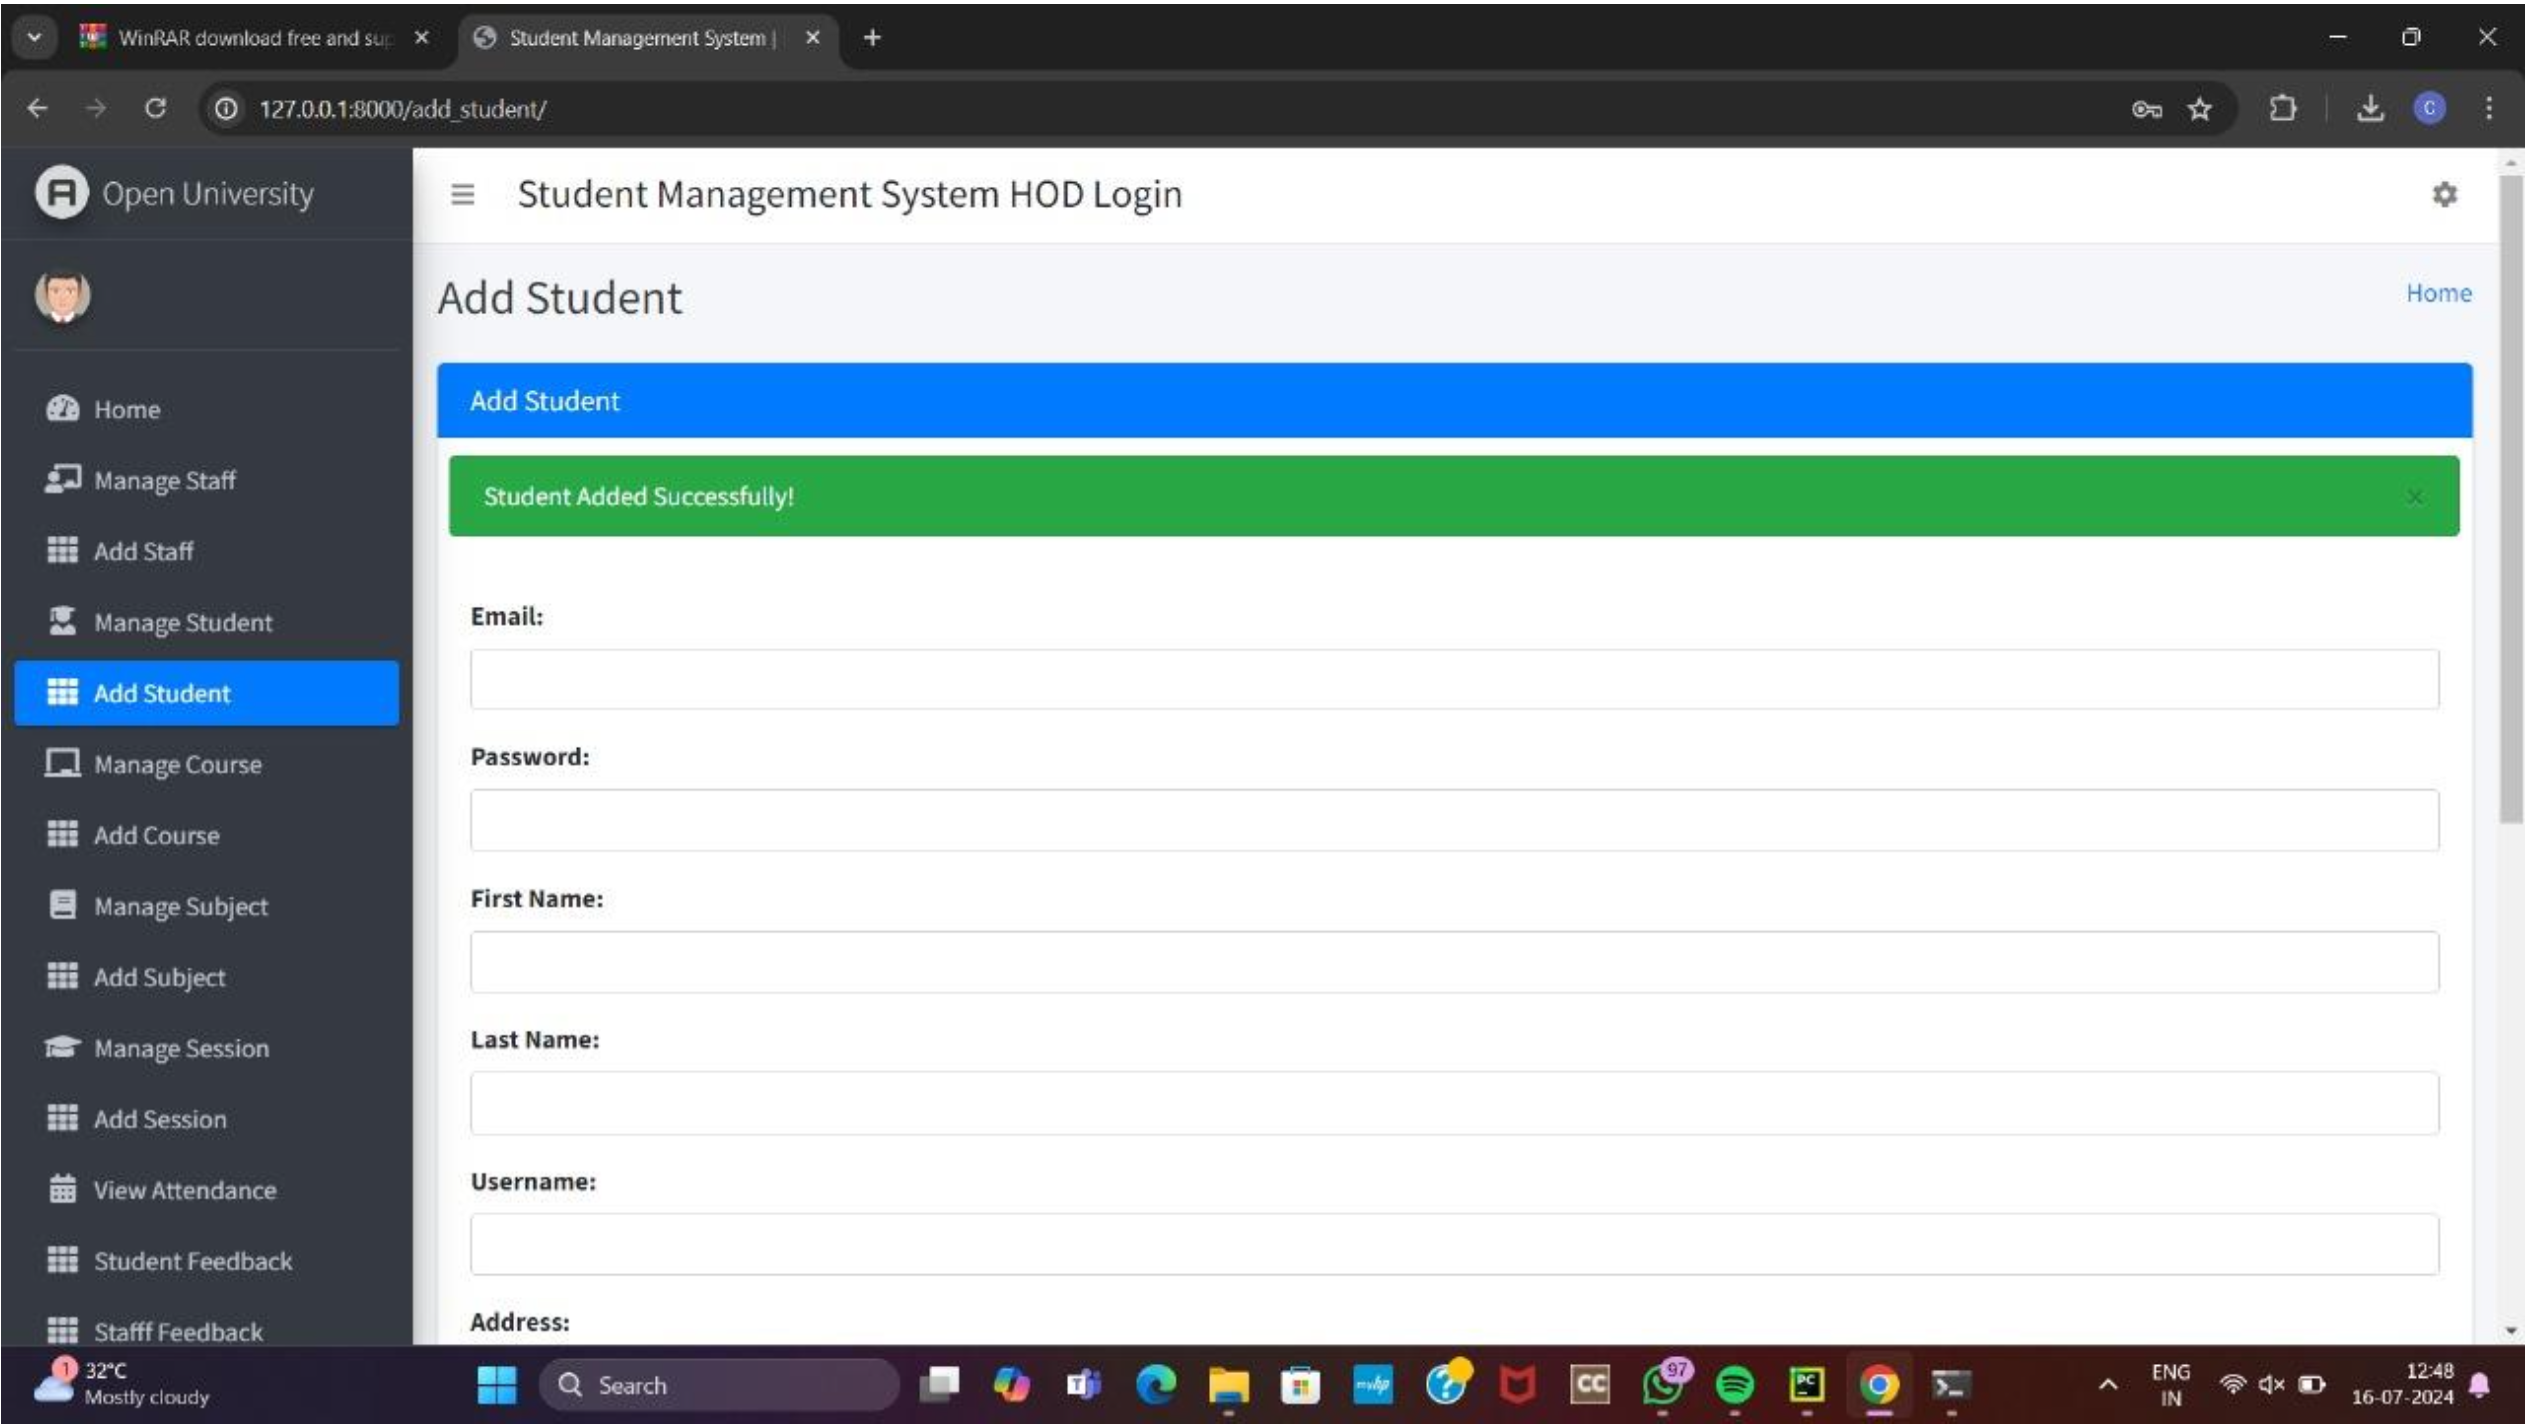 WinRAR download free and sup
Student Management System |
127.0.0.1:8000/add_student/
C
Open University
Student Management System HOD Login
Add Student
Home
Add Student
Student Added Successfully!
Home
Manage Staff
Add Staff
Manage Student
Add Student
Manage Course
Add Course
Manage Subject
Add Subject
Manage Session
Add Session
View Attendance
Student Feedback
Stafff Feedback
Email:
Password:
First Name:
Last Name:
Username:
Address:
1
32°C
Mostly cloudy
Search
myhp
CC
97
PC
ENG
IN
12:48
16-07-2024